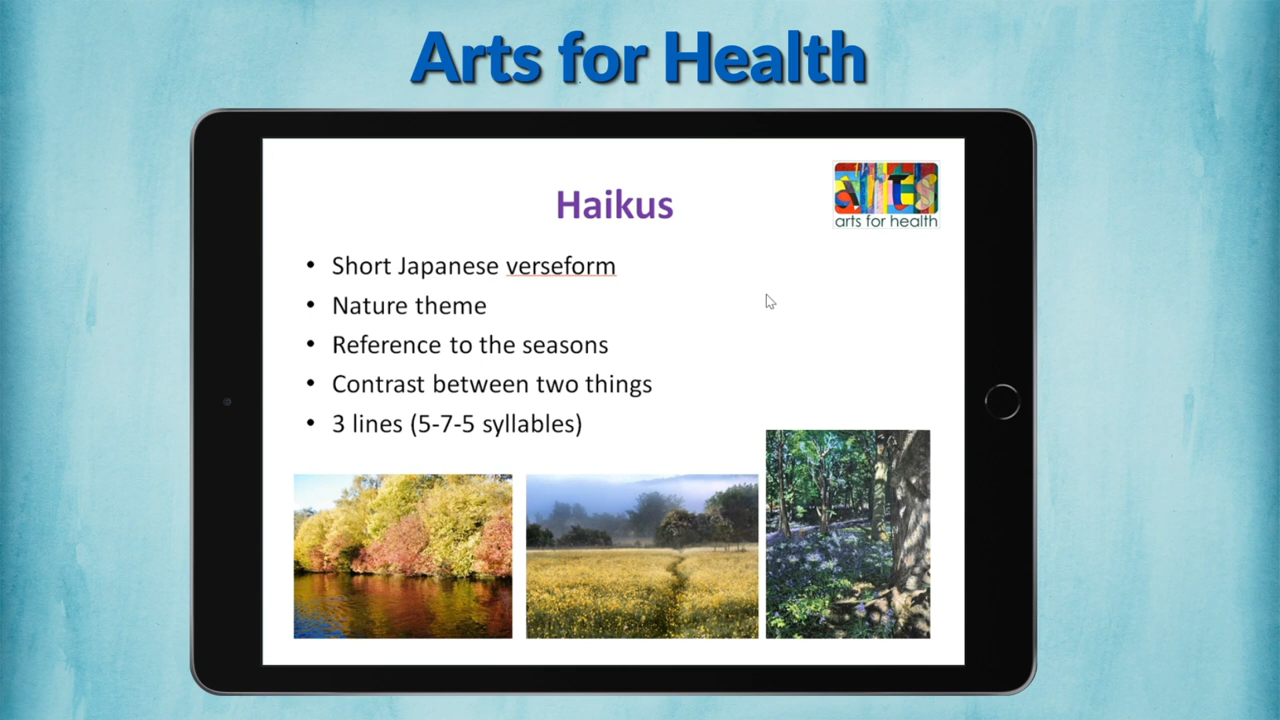 Arts for Health
arts
arts for health
Haikus
• Short Japanese verseform
• Nature theme
• Reference to the seasons
• Contrast between two things
• 3 lines (5-7-5 syllables)